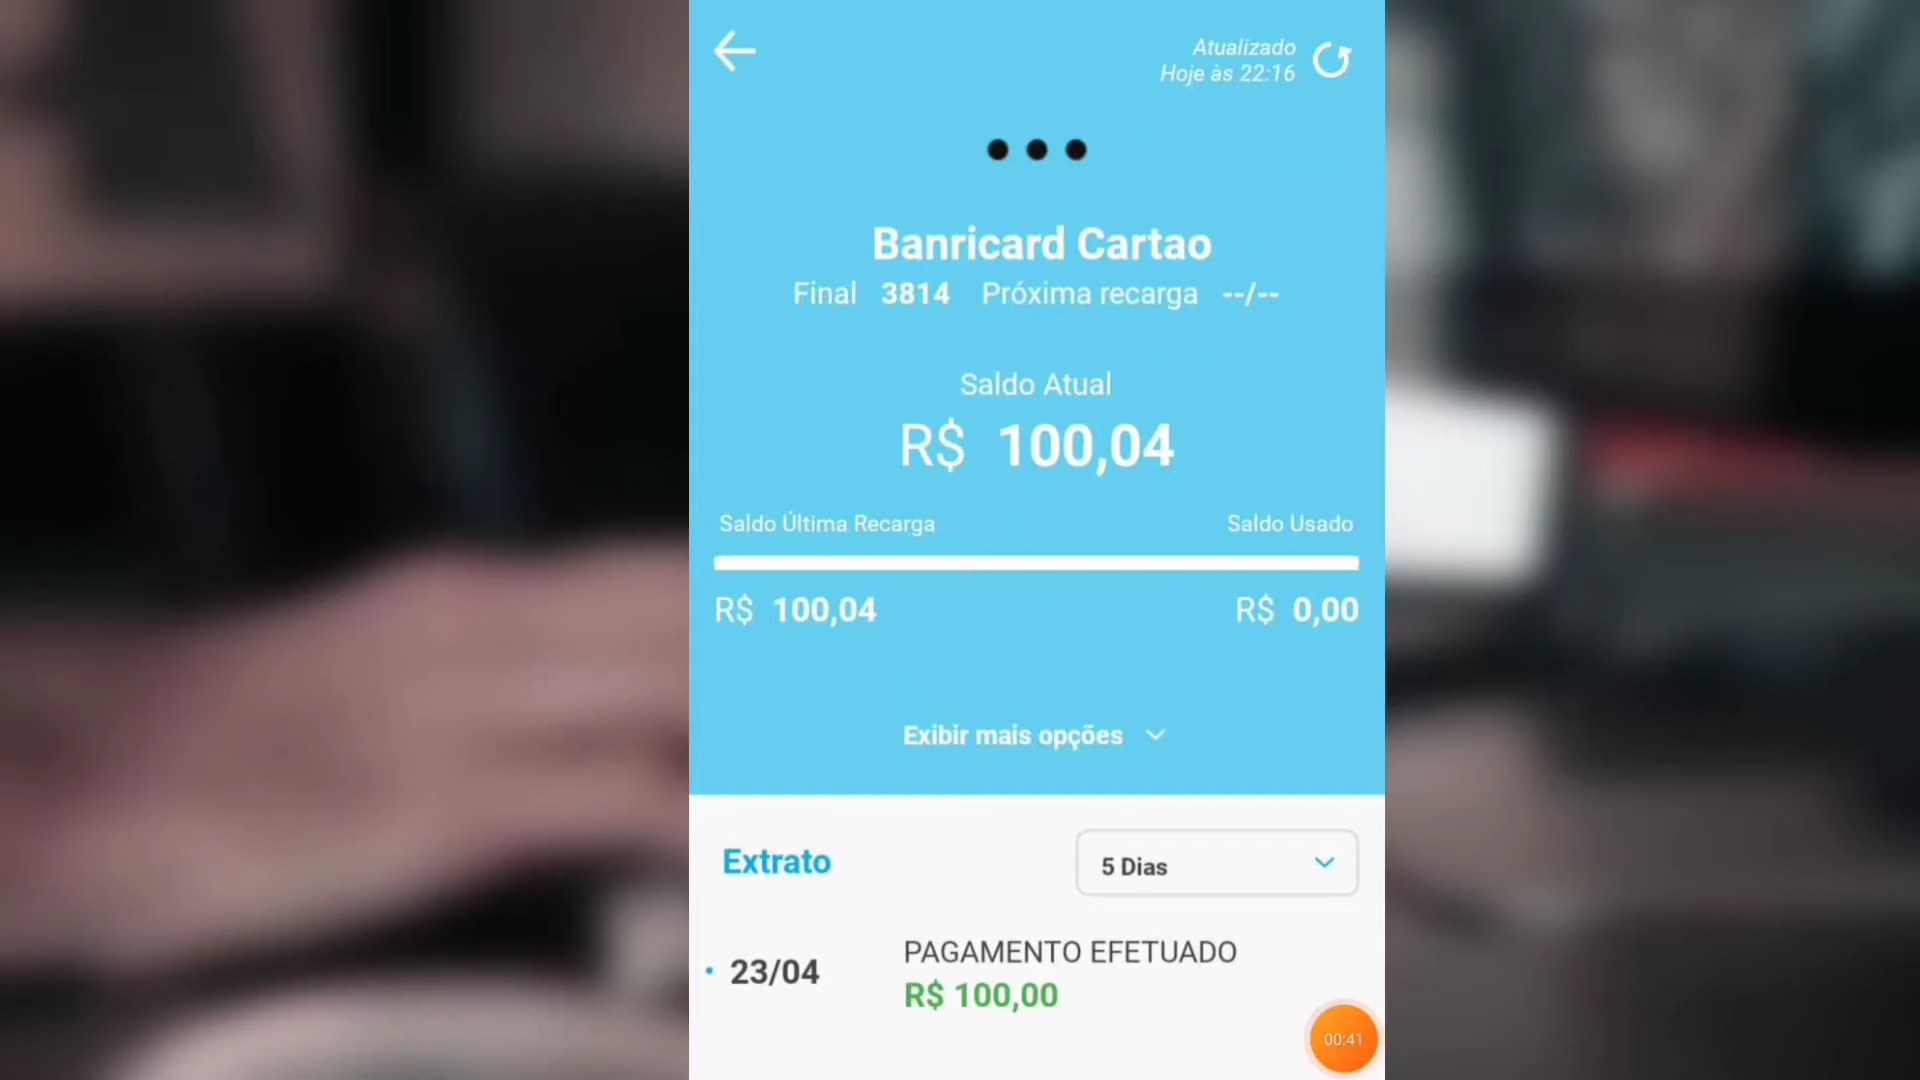 Atualizado
Hoje às 22:16
Banricard Cartao
Final 3814 Próxima recarga --/--
Saldo Atual
R$ 100,04
Saldo Última Recarga Saldo Usado
R$ 100,04 R$ 0,00
Exibir mais opções
Extrato 5 Dias
23/04 PAGAMENTO EFETUADO
R$ 100,00
00:41